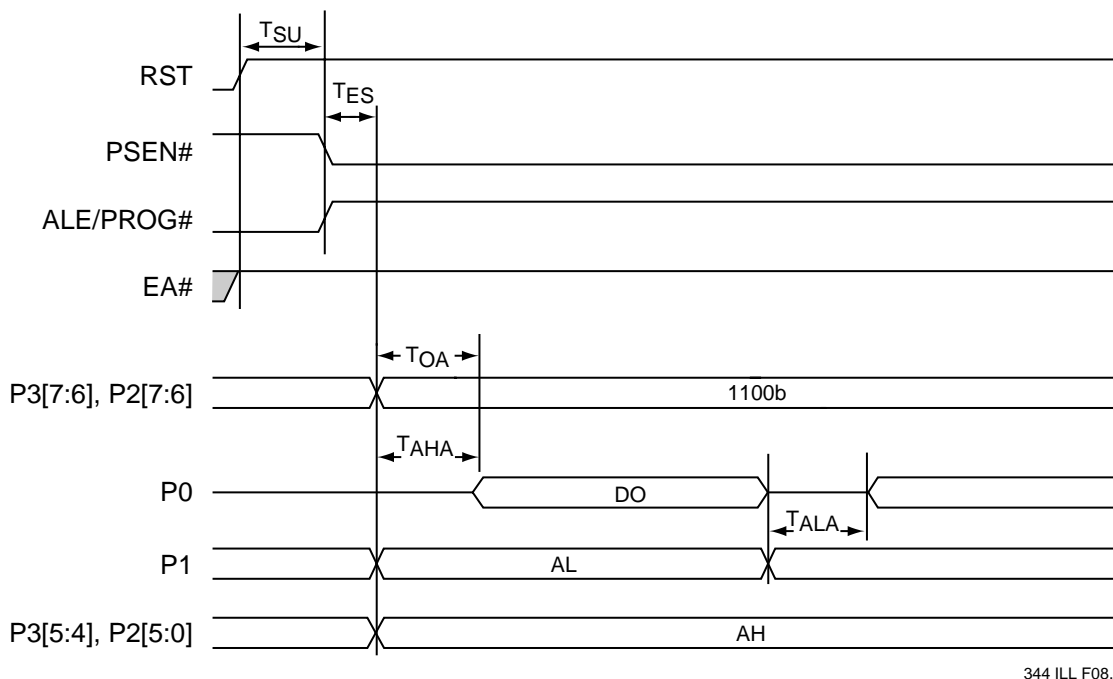 TSU
RST
TES
PSEN#
ALE/PROG#
EA#
TOA
P3[7:6], P2[7:6]
1100b
TAHA
P0
DO
TALA
P1
AL
P3[5:4], P2[5:0]
AH
344 ILL F08.